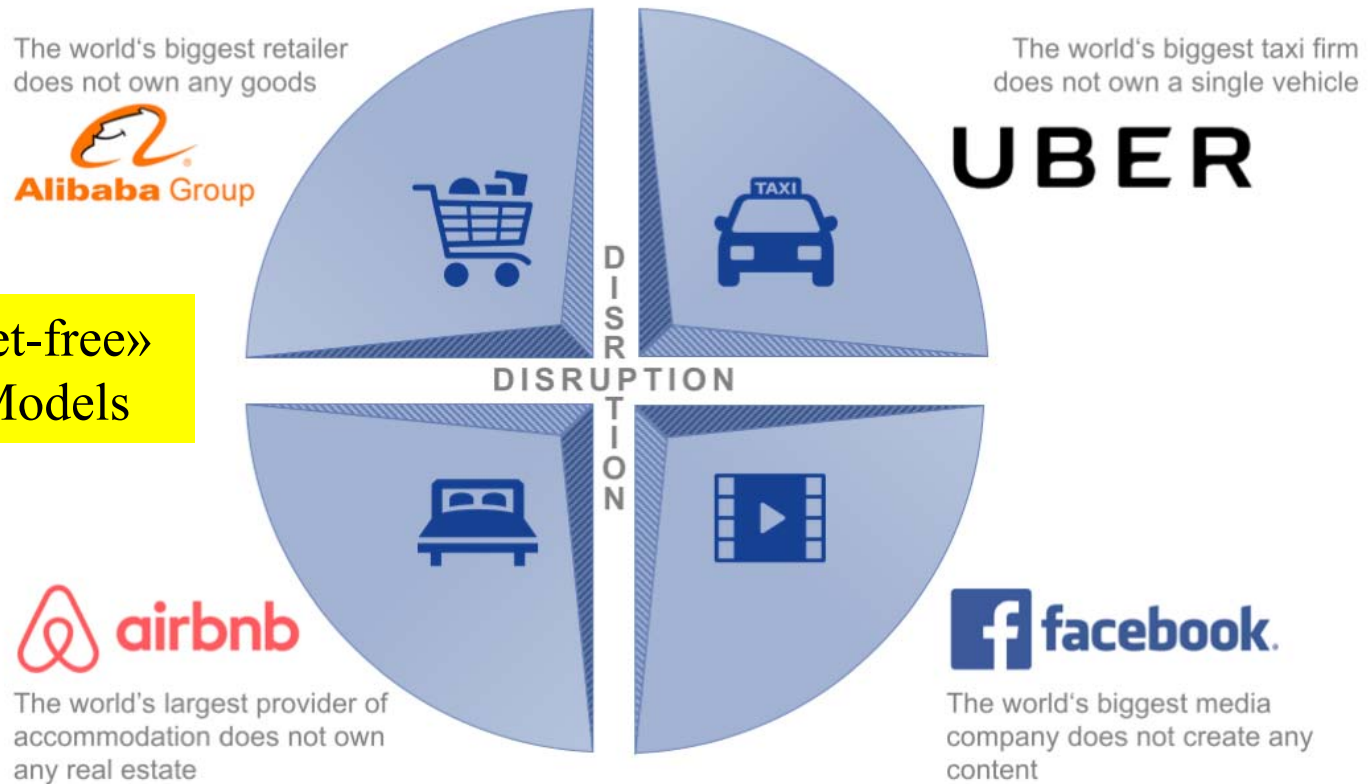 The world's biggest retailer
does not own any goods
Alibaba Group
The world's biggest taxi firm
does not own a single vehicle
UBER
TAXI
et-free»
Models
DISRUPTION
DISRUPTION
airbnb
The world's largest provider of
accommodation does not own
any real estate
facebook.
The world's biggest media
company does not create any
content